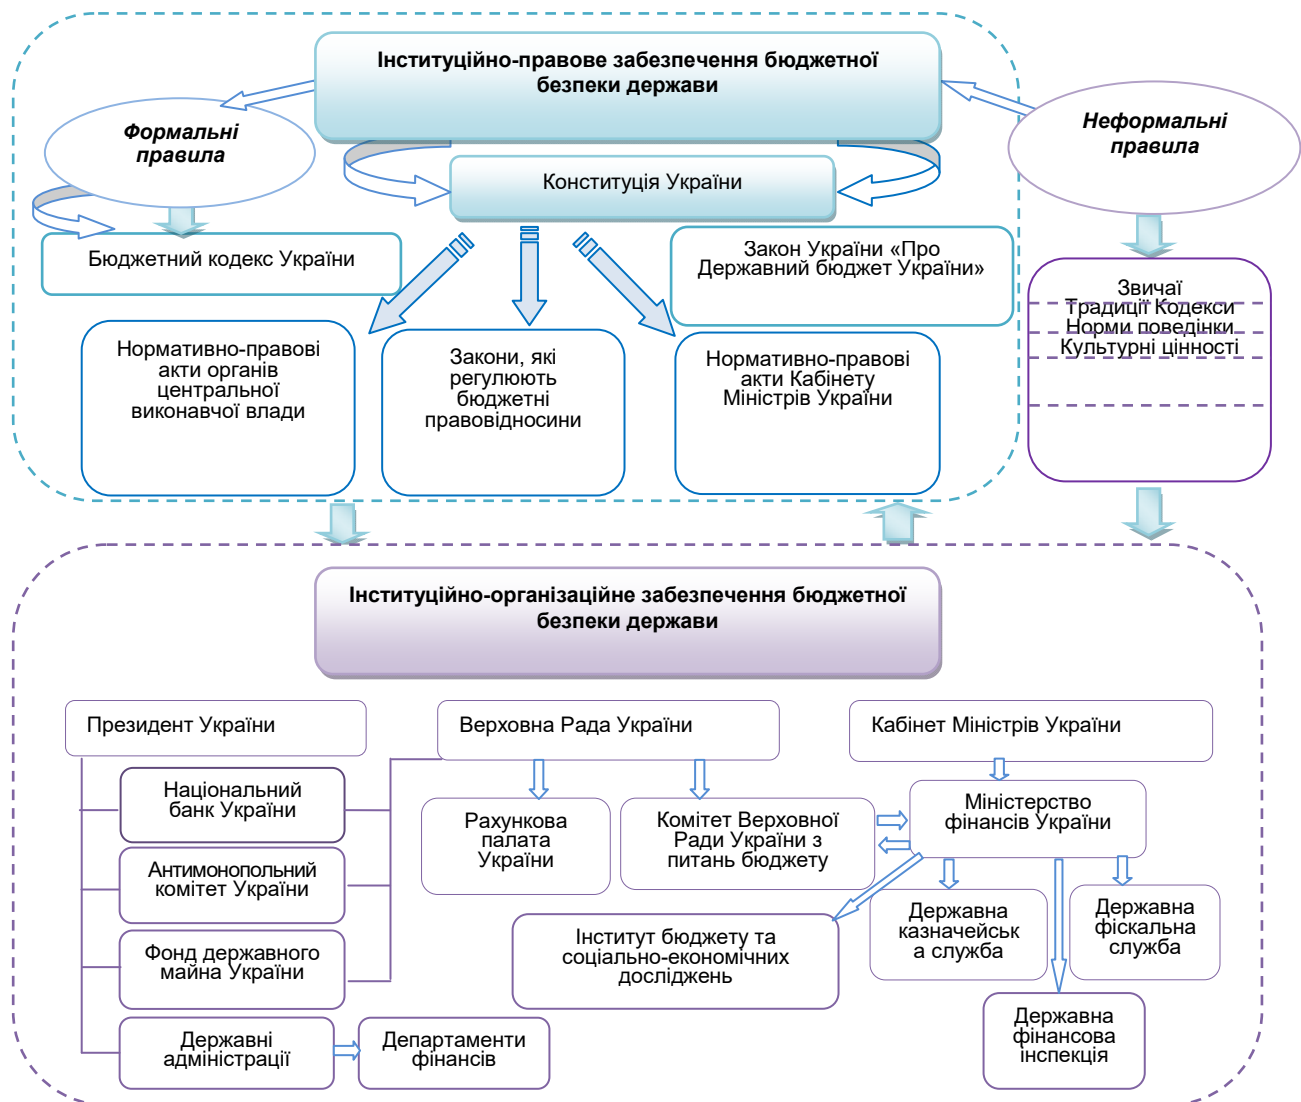 Інституційно-правове забезпечення бюджетної
безпеки держави
Формальні
правила
Неформальні
правила
Конституція України
Бюджетний кодекс України
Закон України «Про
Державний бюджет України»
Звичаї
Традиції Кодекси
Норми поведінки
Культурні цінності
Нормативно-правові
акти органів
центральної
виконавчої влади
Закони, які
регулюють
бюджетні
правовідносини
Нормативно-правові
акти Кабінету
Міністрів України
Інституційно-організаційне забезпечення бюджетної
безпеки держави
Президент України
Верховна Рада України
Кабінет Міністрів України
Національний
банк України
Рахункова
палата
України
Комітет Верховної
Ради України з
питань бюджету
Міністерство
фінансів України
Антимонопольний
комітет України
Державна
казначейськ
а служба
Державна
фіскальна
служба
Фонд державного
майна України
Інститут бюджету та
соціально-економічних
досліджень
Державні
адміністрації
Департаменти
фінансів
Державна
фінансова
інспекція